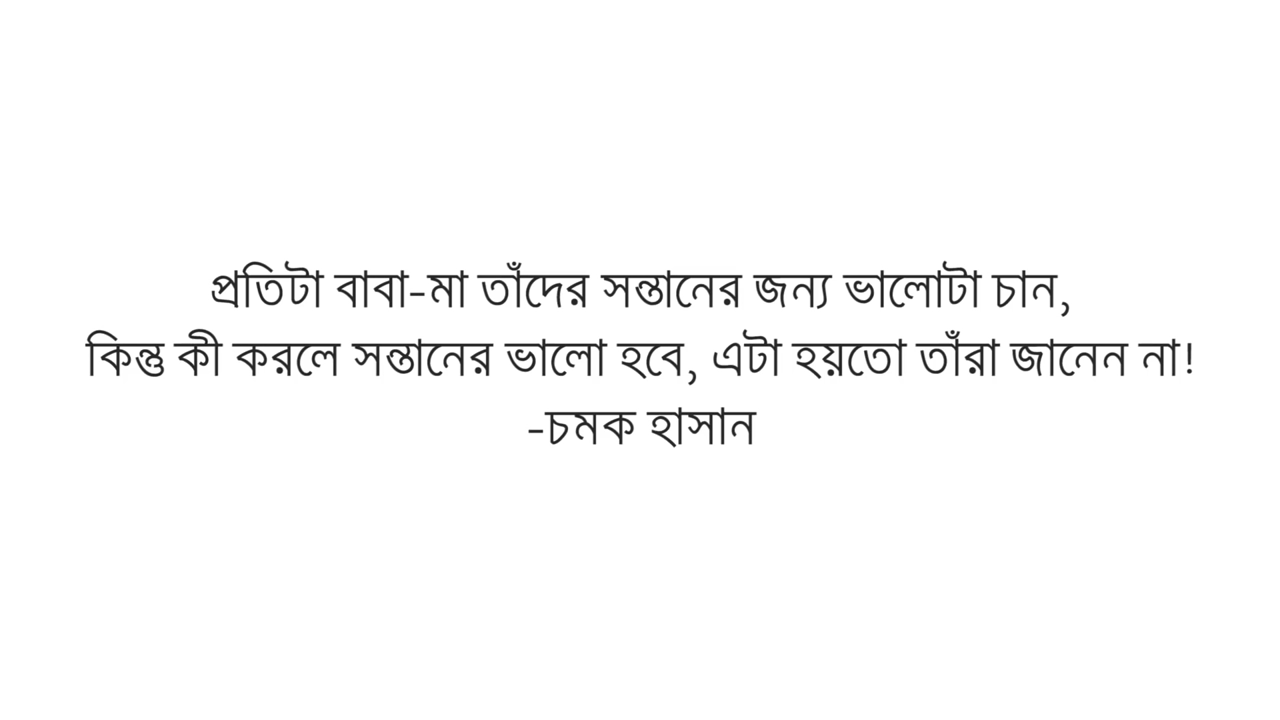 প্রতিটা বাবা-মা তাঁদের সন্তানের জন্য ভালোটা চান,
কিন্তু কী করলে সন্তানের ভালো হবে, এটা হয়তো তাঁরা জানেন না!
-চমক হাসান